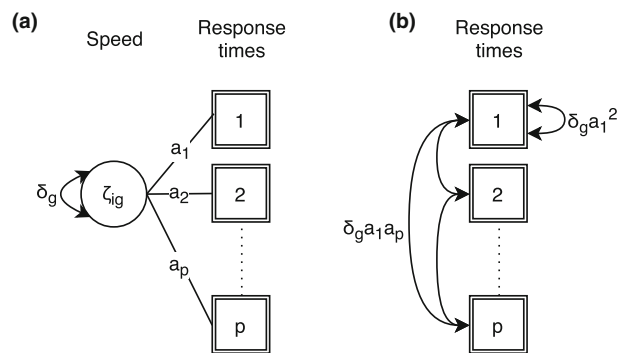 (a)
Speed
Response
times
1
a₁
δg
ζig
a₂
2
aₚ
p
(b)
Response
times
1
δga₁²
2
δga₁aₚ
p